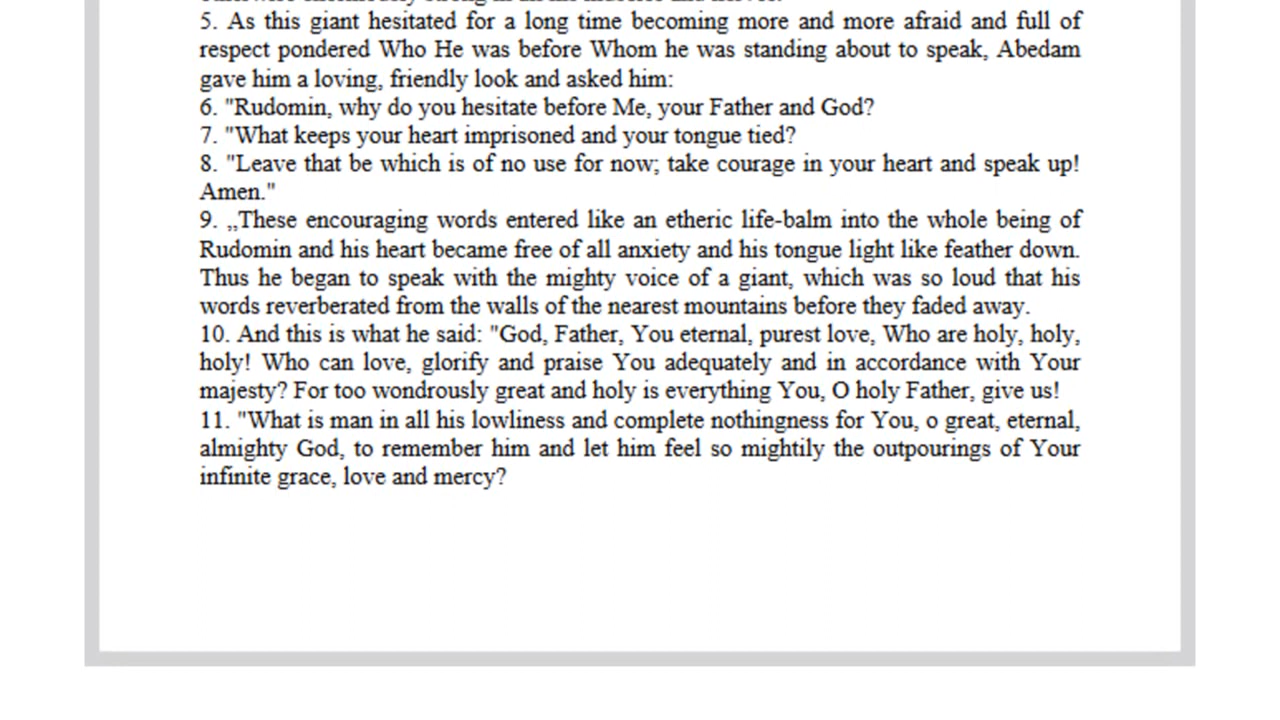 5. As this giant hesitated for a long time becoming more and more afraid and full of
respect pondered Who He was before Whom he was standing about to speak, Abedam
gave him a loving, friendly look and asked him:
6. "Rudomin, why do you hesitate before Me, your Father and God?
7. "What keeps your heart imprisoned and your tongue tied?
8. "Leave that be which is of no use for now; take courage in your heart and speak up!
Amen."
9. „These encouraging words entered like an etheric life-balm into the whole being of
Rudomin and his heart became free of all anxiety and his tongue light like feather down.
Thus he began to speak with the mighty voice of a giant, which was so loud that his
words reverberated from the walls of the nearest mountains before they faded away.
10. And this is what he said: "God, Father, You eternal, purest love, Who are holy, holy,
holy! Who can love, glorify and praise You adequately and in accordance with Your
majesty? For too wondrously great and holy is everything You, O holy Father, give us!
11. "What is man in all his lowliness and complete nothingness for You, o great, eternal,
almighty God, to remember him and let him feel so mightily the outpourings of Your
infinite grace, love and mercy?